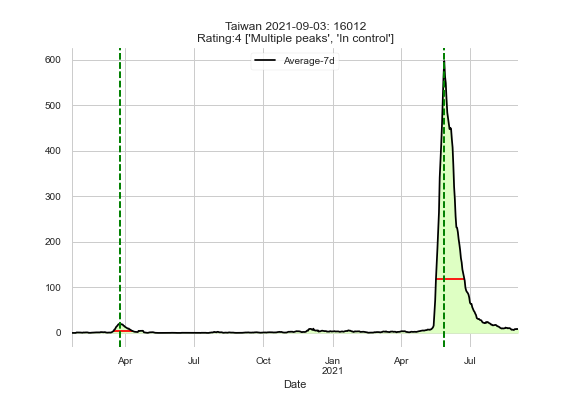 Taiwan 2021-09-03: 16012
Rating:4 ['Multiple peaks', 'In control']
Average-7d
600
500
400
300
200
100
0
Apr Jul Oct Jan Apr Jul
2021
Date